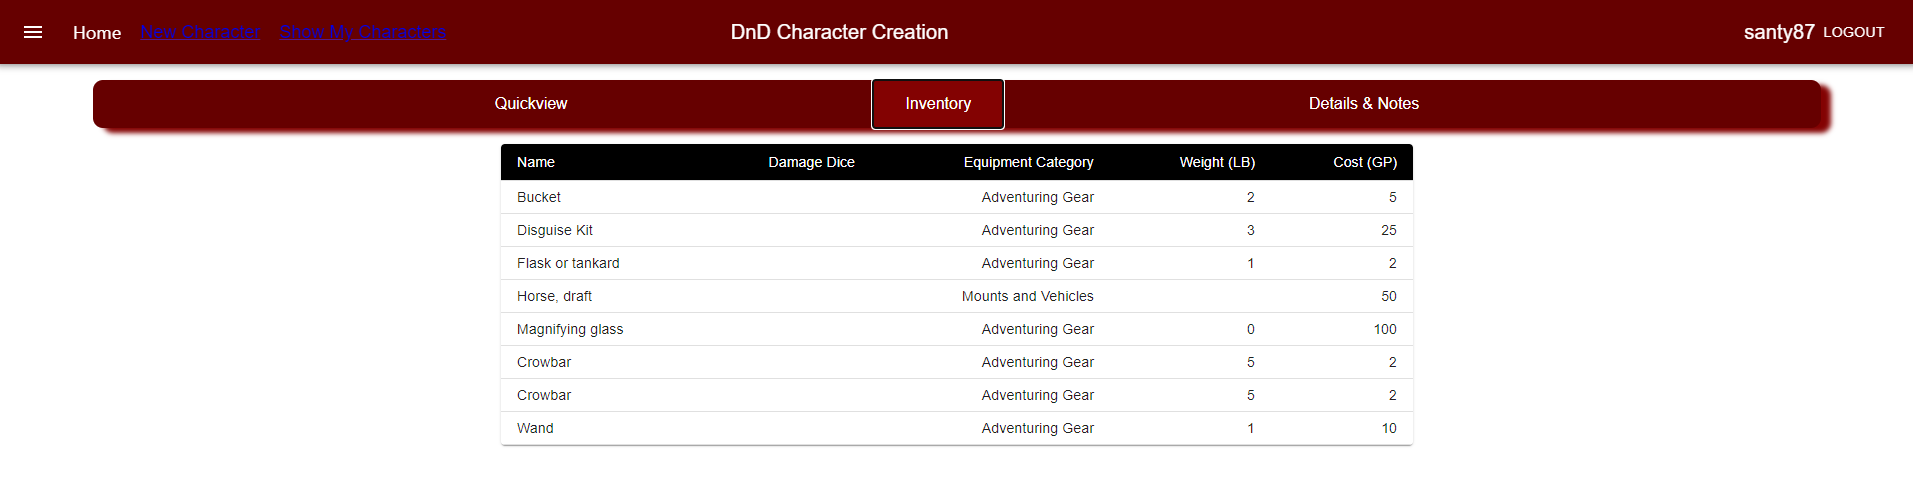 Home New Character Show My Characters DnD Character Creation santy87 LOGOUT
Quickview Inventory Details & Notes
Name Damage Dice Equipment Category Weight (LB) Cost (GP)
Bucket Adventuring Gear 2 5
Disguise Kit Adventuring Gear 3 25
Flask or tankard Adventuring Gear 1 2
Horse, draft Mounts and Vehicles 50
Magnifying glass Adventuring Gear 0 100
Crowbar Adventuring Gear 5 2
Crowbar Adventuring Gear 5 2
Wand Adventuring Gear 1 10